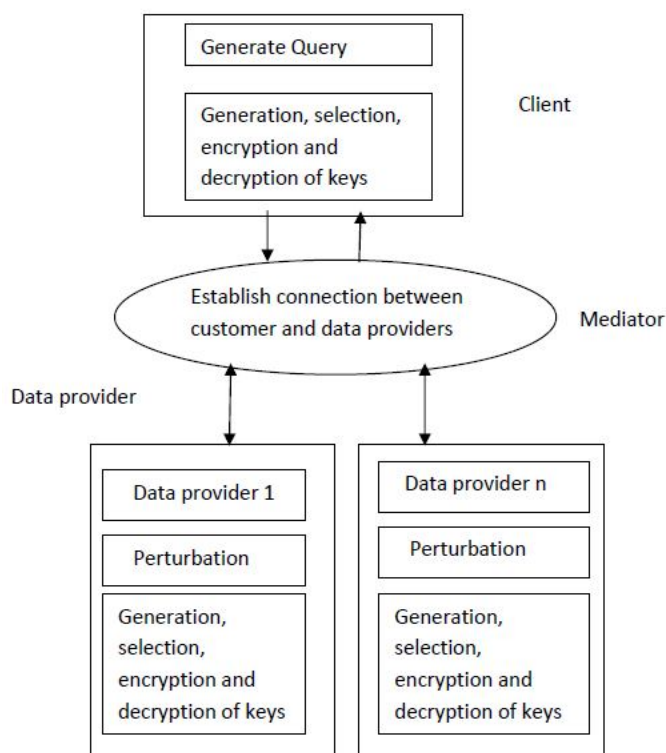 Generate Query
Generation, selection,
encryption and
decryption of keys
Client
Establish connection between
customer and data providers
Mediator
Data provider
Data provider 1
Perturbation
Generation,
selection,
encryption and
decryption of keys
Data provider n
Perturbation
Generation,
selection,
encryption and
decryption of keys